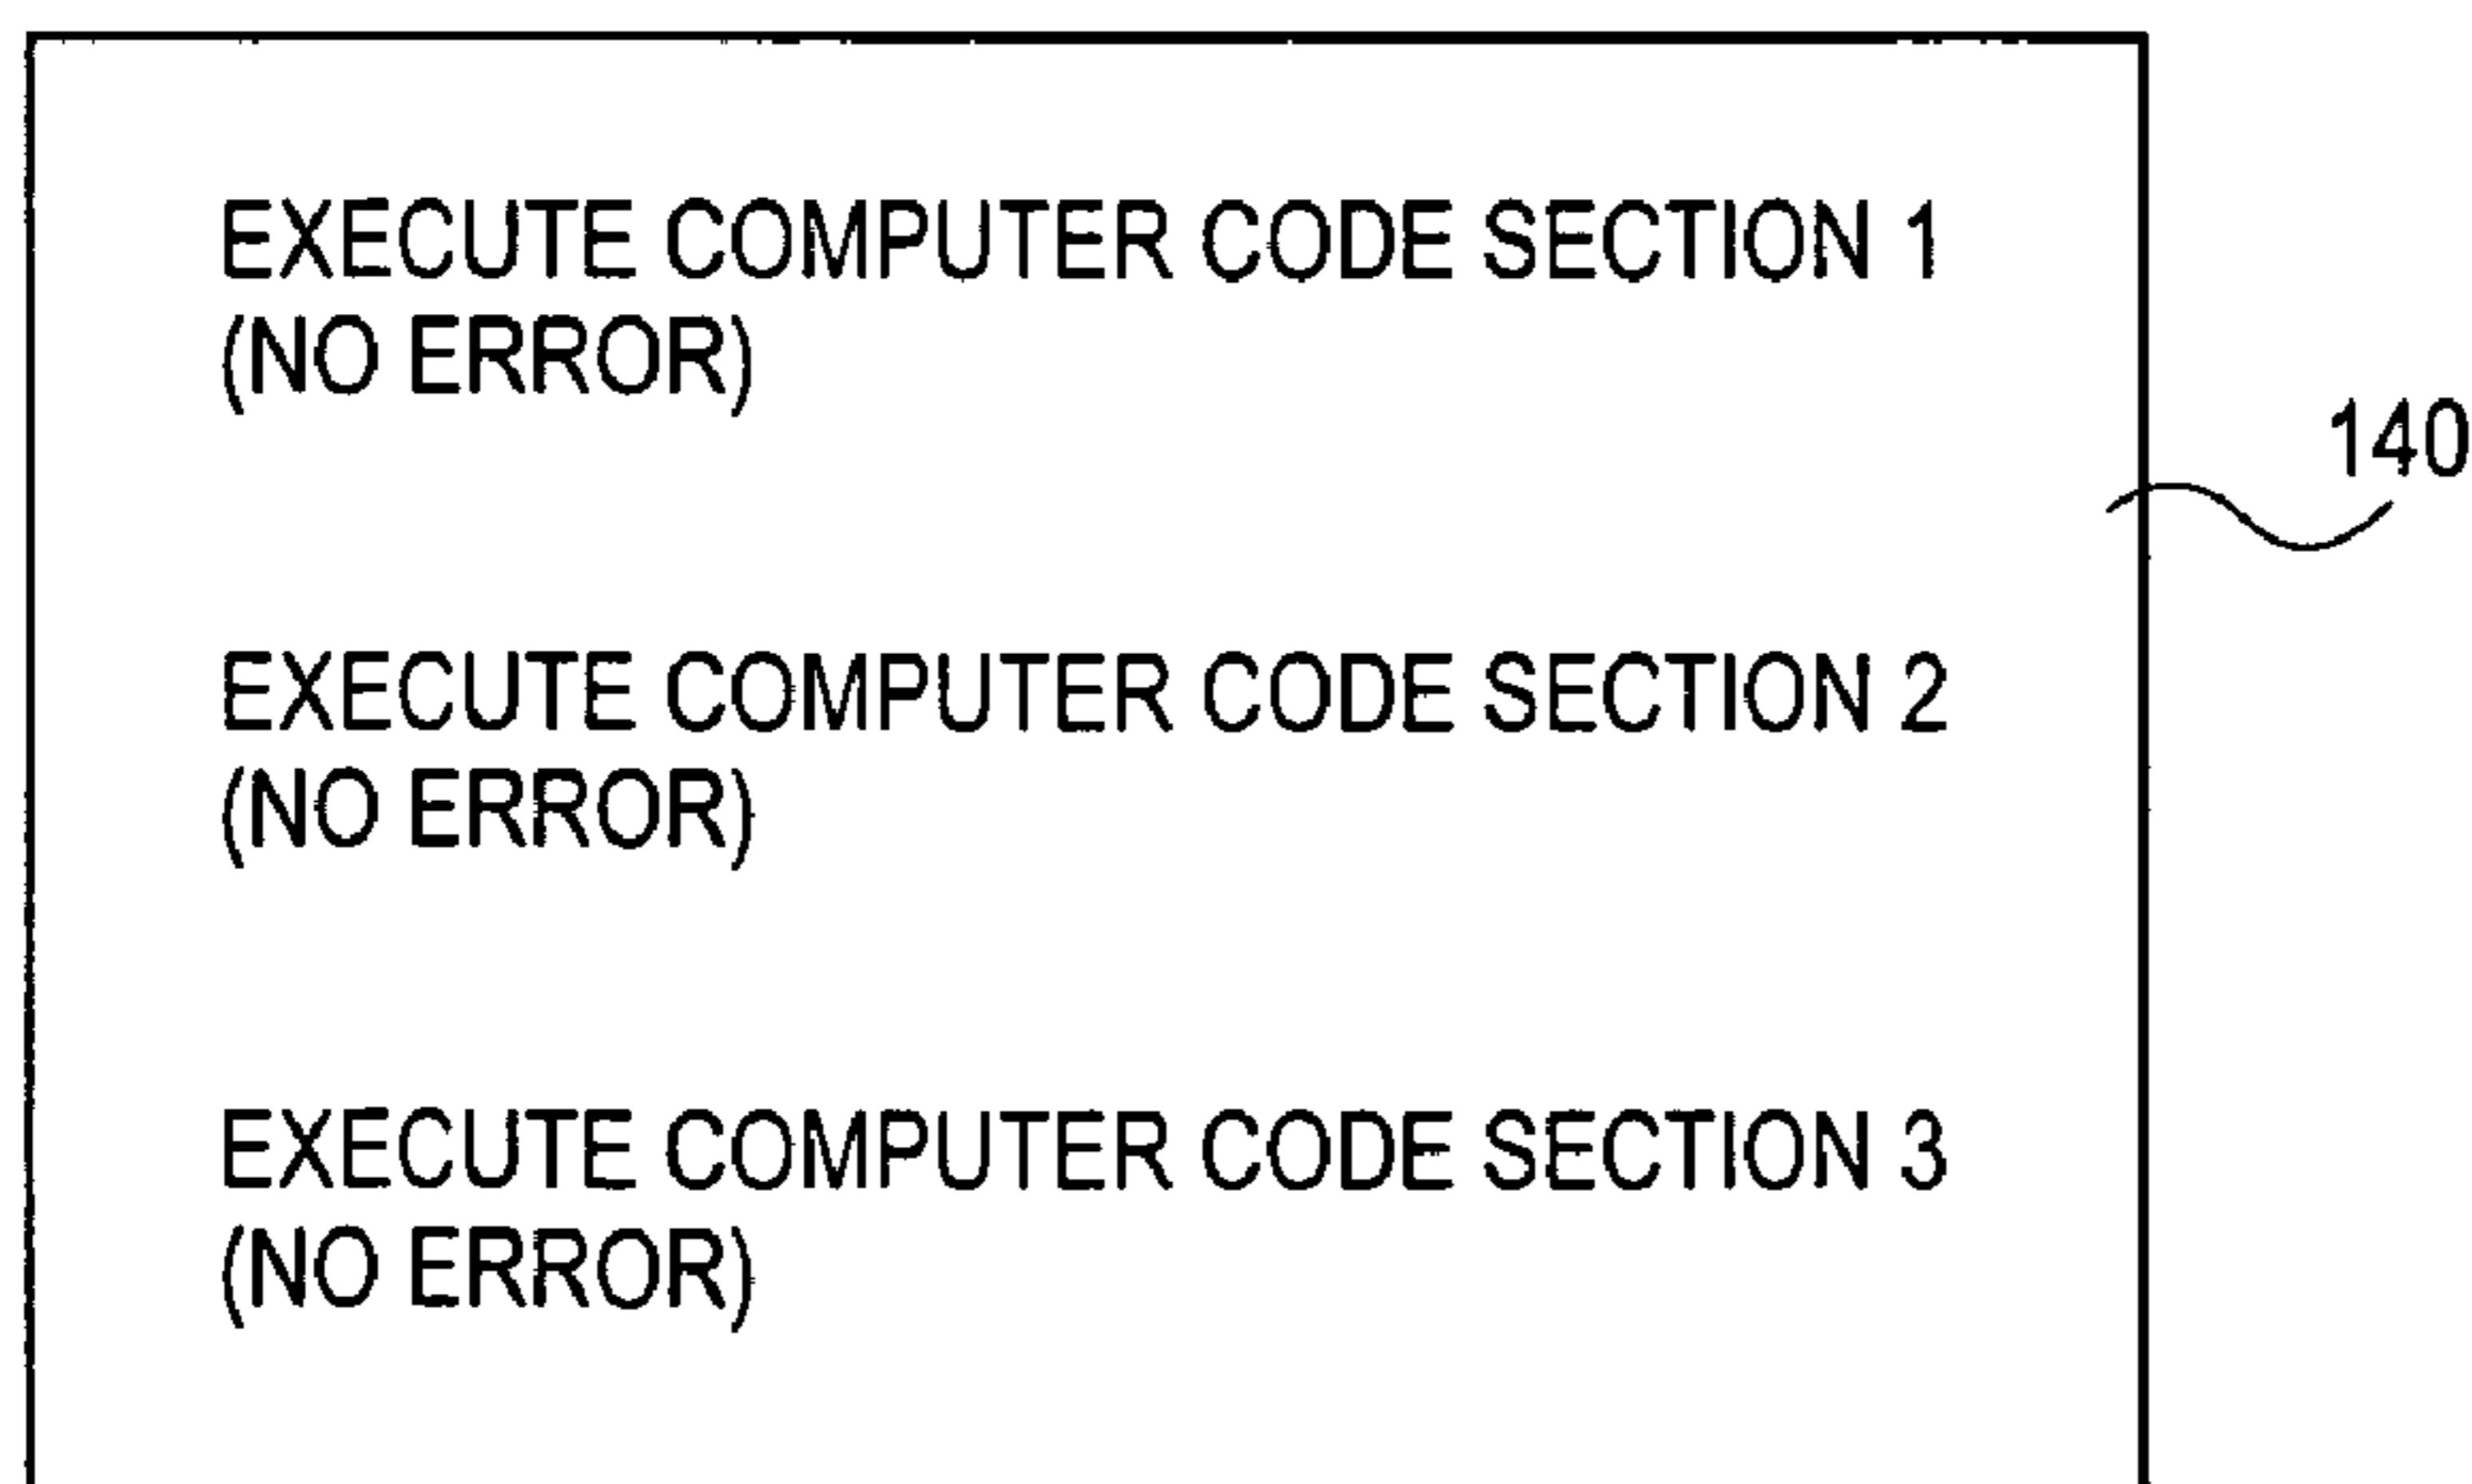 EXECUTE COMPUTER CODE SECTION 1
(NO ERROR)
140
EXECUTE COMPUTER CODE SECTION 2
(NO ERROR)
EXECUTE COMPUTER CODE SECTION 3
(NO ERROR)